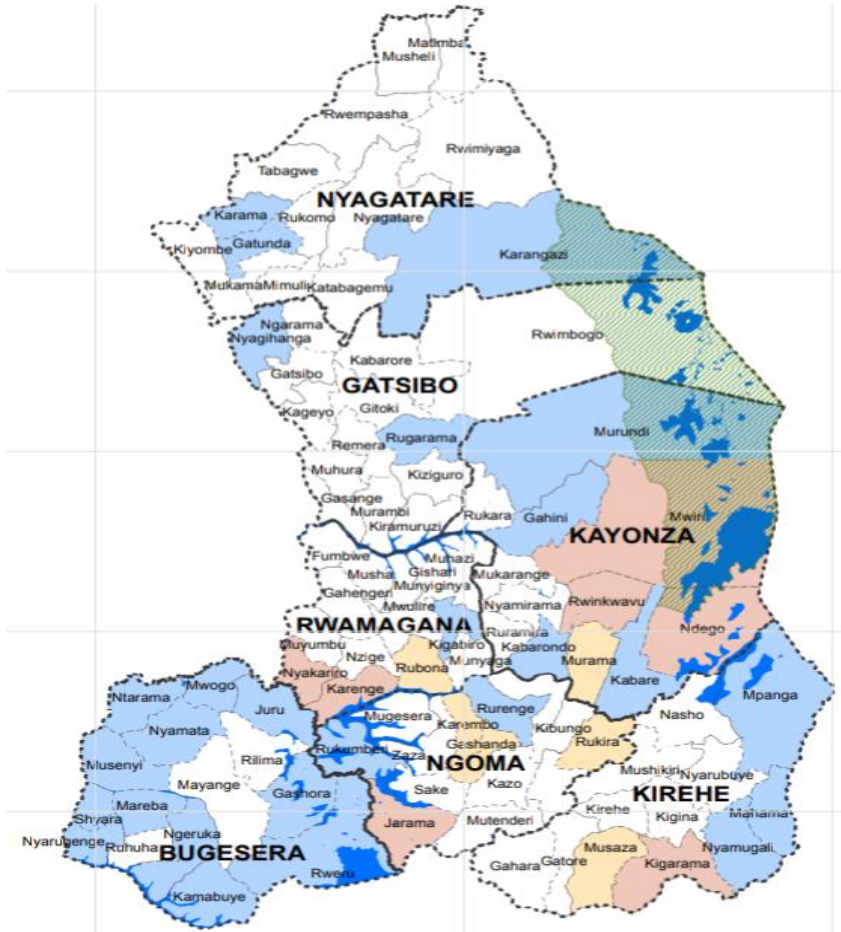 Matimba
Musheli
Rwempasha
Rwimiyaga
Tabagwe
NYAGATARE
Karama
Rukomo
Nyagatare
Gatunda
Kiyombe
Karangazi
Mukama
Mimuli
Katabagemu
Ngarama
Nyagihanga
Rwimbogo
Kabarore
Gatsibo
GATSIBO
Kageyo
Gitoki
Rugarama
Murundi
Remera
Muhura
Kiziguro
Gasange
Murambi
Rukara
Gahini
Mwiri
Kiramuruzi
KAYONZA
Fumbwe
Muhazi
Musha
Gishari
Mukarange
Gahengeri
Munyiginya
Mwulire
Nyamirama
Rwinkwavu
RWAMAGANA
Ruramira
Ndego
Muyumbu
Kigabiro
Kabarondo
Nzige
Munyaga
Murama
Nyakariro
Rubona
Kabare
Karenge
Mwogo
Ntarama
Juru
Mpanga
Rurenge
Nasho
Mugesera
Karembo
Kibungo
Nyamata
Rukumberi
Zaza
Gashanda
Rukira
Musenyi
Rilima
NGOMA
Mushikiri
Nyarubuye
Mayange
Gashora
Sake
Kazo
KIREHE
Mareba
Kirehe
Mahama
Shyara
Jarama
Mutenderi
Kigina
Nyarugenge
Ruhuha
Ngeruka
Musaza
Nyamugali
BUGESERA
Gahara
Gatore
Kigarama
Rweru
Kamabuye